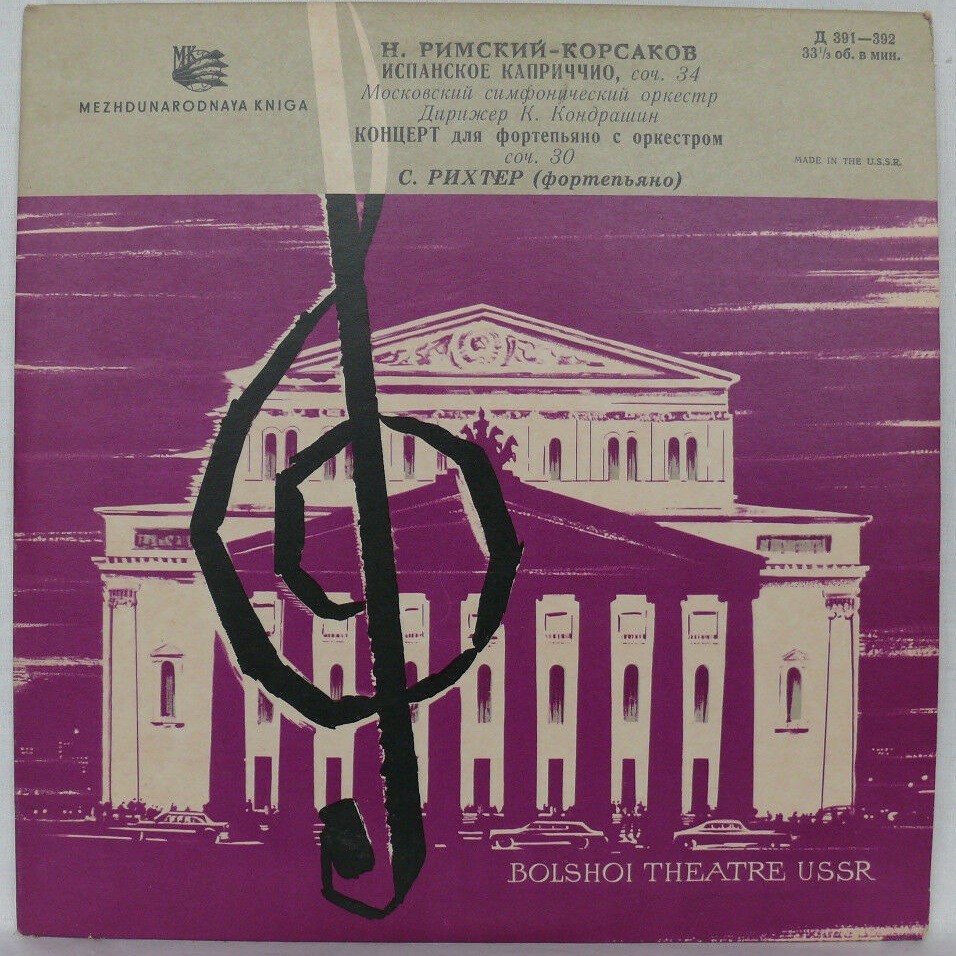 МК
MEZHDUNARODNAYA KNIGA
Н. РИМСКИЙ-КОРСАКОВ
ИСПАНСКОЕ КАПРИЧЧИО, соч. 34
Московский симфонический оркестр
Дирижер К. Кондрашин
КОНЦЕРТ для фортепьяно с оркестром
соч. 30
С. РИХТЕР (фортепьяно)
Д 391—392
33⅓ об. в мин.
MADE IN THE U.S.S.R.
BOLSHOI THEATRE USSR